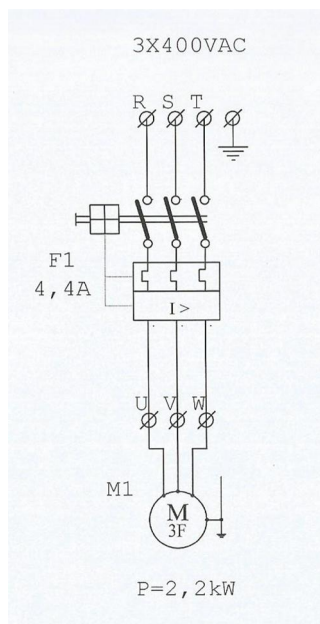 3X400VAC
R S T
F1
4,4A
I>
U V W
M1
M
3F
P=2,2kW